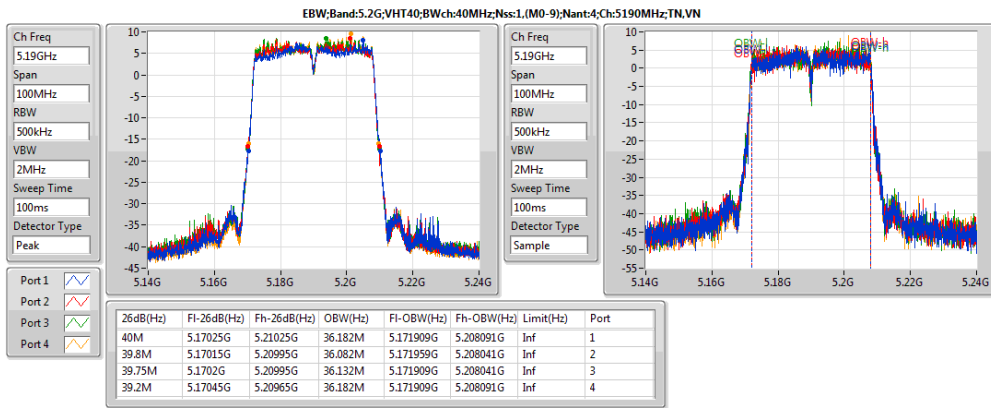 EBW;Band:5.2G;VHT40;BWch:40MHz;Nss:1,(M0-9);Nant:4;Ch:5190MHz;TN,VN
Ch Freq
5.19GHz
Span
100MHz
RBW
500kHz
VBW
2MHz
Sweep Time
100ms
Detector Type
Peak
10
5
0
-5
-10
-15
-20
-25
-30
-35
-40
-45
5.14G 5.16G 5.18G 5.2G 5.22G 5.24G
Ch Freq
5.19GHz
Span
100MHz
RBW
500kHz
VBW
2MHz
Sweep Time
100ms
Detector Type
Sample
10
5
0
-5
-10
-15
-20
-25
-30
-35
-40
-45
-50
-55
5.14G 5.16G 5.18G 5.2G 5.22G 5.24G
Port 1
Port 2
Port 3
Port 4
26dB(Hz) Fl-26dB(Hz) Fh-26dB(Hz) OBW(Hz) Fl-OBW(Hz) Fh-OBW(Hz) Limit(Hz) Port
40M 5.17025G 5.21025G 36.182M 5.171909G 5.208091G Inf 1
39.8M 5.17015G 5.20995G 36.082M 5.171959G 5.208041G Inf 2
39.75M 5.1702G 5.20995G 36.132M 5.171909G 5.208041G Inf 3
39.2M 5.17045G 5.20965G 36.182M 5.171909G 5.208091G Inf 4